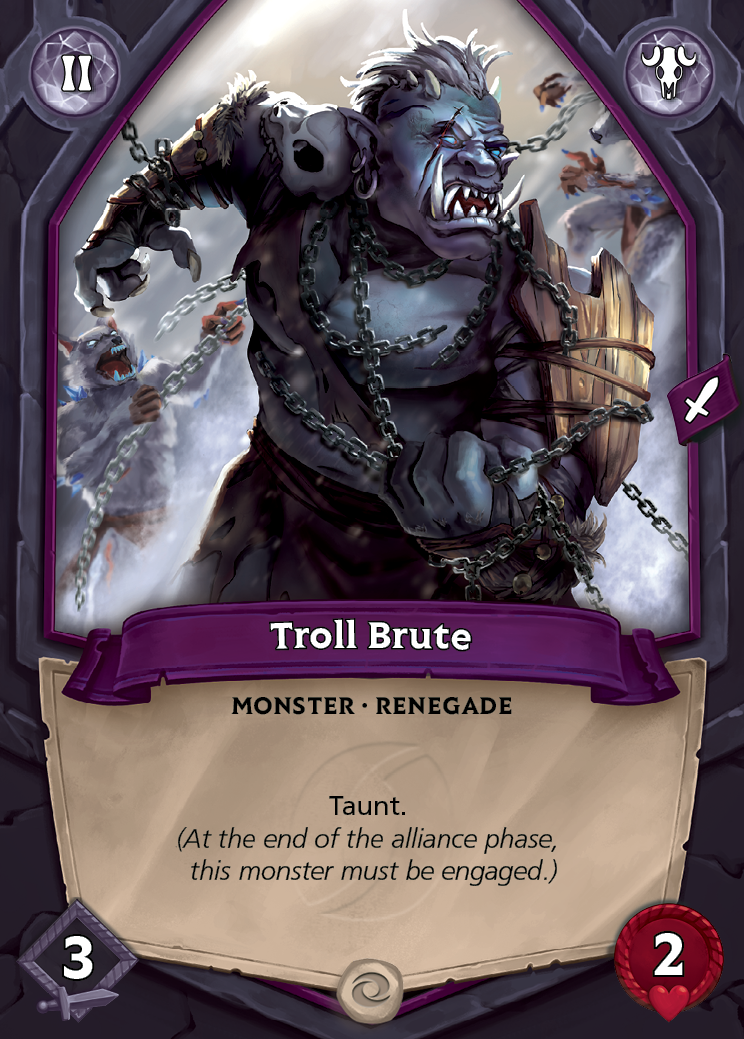 II
Troll Brute
MONSTER · RENEGADE
Taunt.
(At the end of the alliance phase,
this monster must be engaged.)
3
2